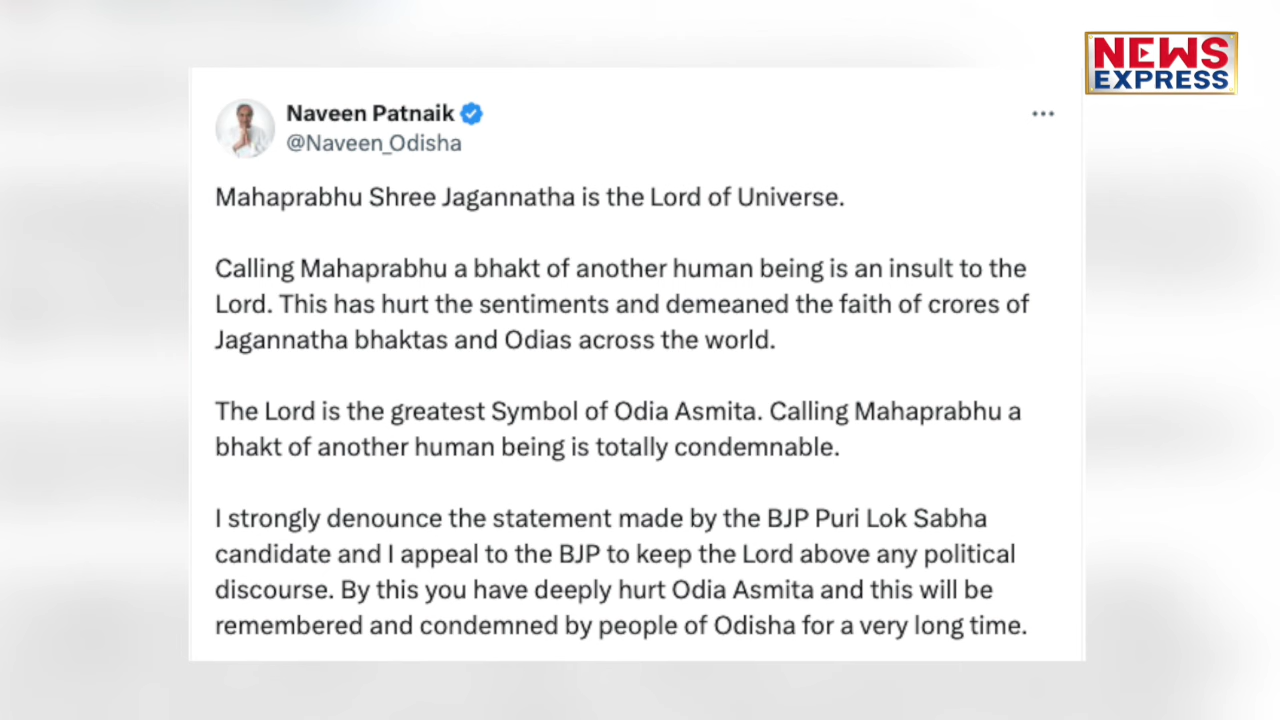 NEWS
EXPRESS
Naveen Patnaik
@Naveen_Odisha
Mahaprabhu Shree Jagannatha is the Lord of Universe.
Calling Mahaprabhu a bhakt of another human being is an insult to the
Lord. This has hurt the sentiments and demeaned the faith of crores of
Jagannatha bhaktas and Odias across the world.
The Lord is the greatest Symbol of Odia Asmita. Calling Mahaprabhu a
bhakt of another human being is totally condemnable.
I strongly denounce the statement made by the BJP Puri Lok Sabha
candidate and I appeal to the BJP to keep the Lord above any political
discourse. By this you have deeply hurt Odia Asmita and this will be
remembered and condemned by people of Odisha for a very long time.